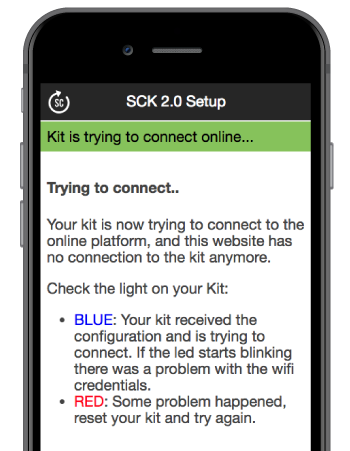 SC
SCK 2.0 Setup
Kit is trying to connect online...
Trying to connect..
Your kit is now trying to connect to the
online platform, and this website has
no connection to the kit anymore.
Check the light on your Kit:
• BLUE: Your kit received the
configuration and is trying to
connect. If the led starts blinking
there was a problem with the wifi
credentials.
• RED: Some problem happened,
reset your kit and try again.